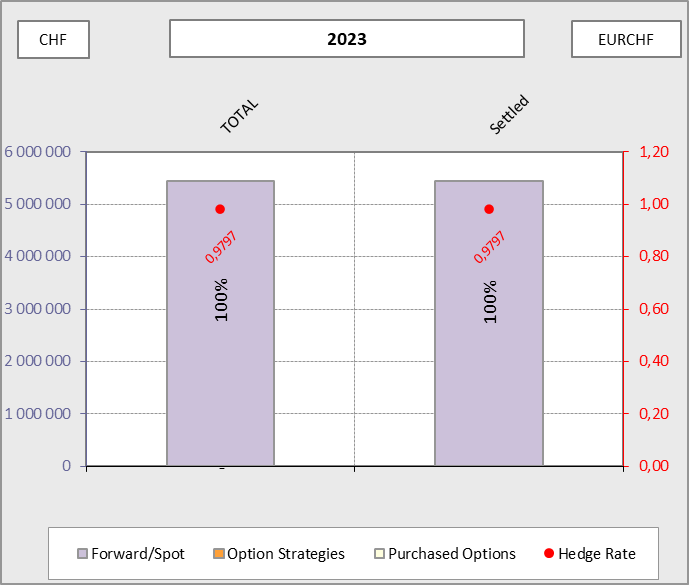 CHF
2023
EURCHF
TOTAL
Settled
6 000 000
5 000 000
4 000 000
3 000 000
2 000 000
1 000 000
0
1,20
1,00
0,80
0,60
0,40
0,20
0,00
0,9797
100%
0,9797
100%
-
Forward/Spot
Option Strategies
Purchased Options
Hedge Rate